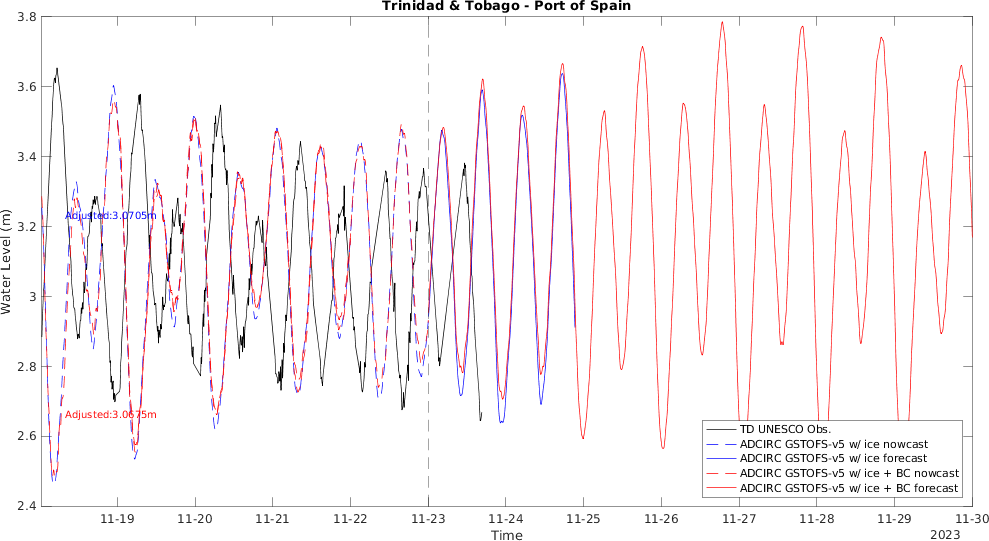 Trinidad & Tobago - Port of Spain
3.8
3.6
3.4
3.2
3
2.8
2.6
2.4
Water Level (m)
Adjusted:3.0705m
Adjusted:3.0675m
TD UNESCO Obs.
ADCIRC GSTOFS-v5 w/ ice nowcast
ADCIRC GSTOFS-v5 w/ ice forecast
ADCIRC GSTOFS-v5 w/ ice + BC nowcast
ADCIRC GSTOFS-v5 w/ ice + BC forecast
11-19 11-20 11-21 11-22 11-23 11-24 11-25 11-26 11-27 11-28 11-29 11-30
Time
2023